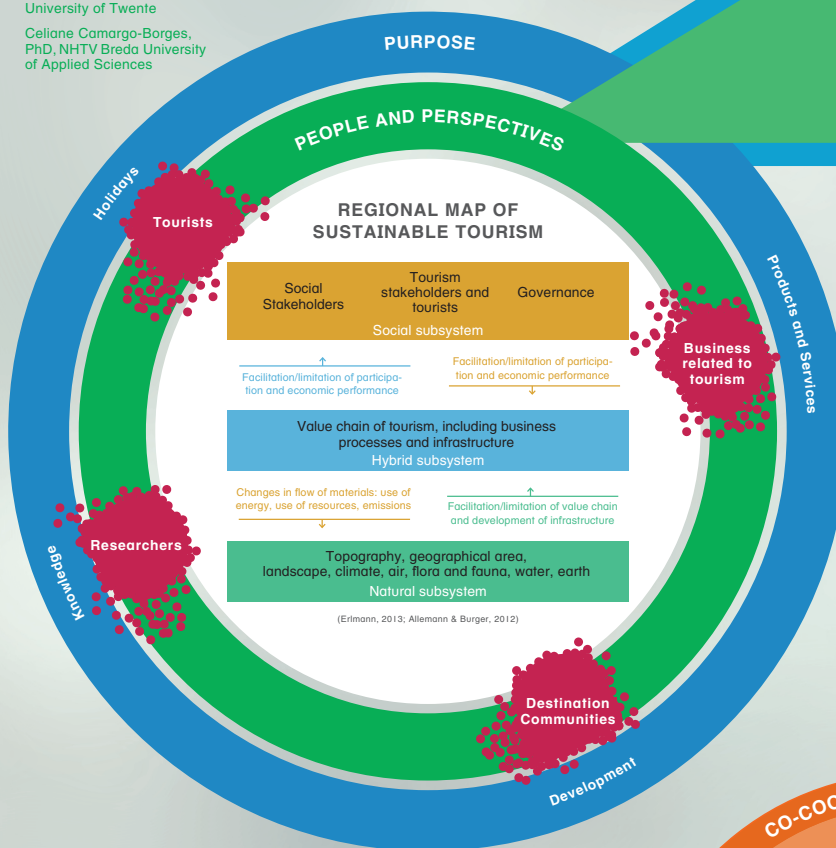 University of Twente
Celiane Camargo-Borges,
PhD, NHTV Breda University
of Applied Sciences
PURPOSE
PEOPLE AND PERSPECTIVES
Holidays
Tourists
REGIONAL MAP OF
SUSTAINABLE TOURISM
Social
Stakeholders
Tourism
stakeholders and
tourists
Governance
Social subsystem
Products and Services
Business
related to
tourism
Facilitation/limitation of participa-
tion and economic performance
Facilitation/limitation of participa-
tion and economic performance
Value chain of tourism, including business
processes and infrastructure
Hybrid subsystem
Changes in flow of materials: use of
energy, use of resources, emissions
Facilitation/limitation of value chain
and development of infrastructure
Researchers
Knowledge
Topography, geographical area,
landscape, climate, air, flora and fauna, water, earth
Natural subsystem
(Erlmann, 2013; Allemann & Burger, 2012)
Destination
Communities
Development
CO-COO